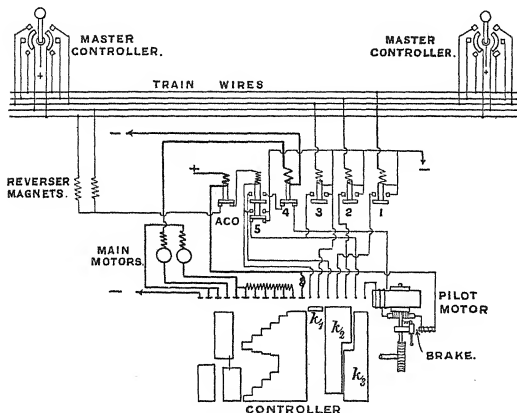 MASTER
CONTROLLER.
MASTER
CONTROLLER.
+
+
TRAIN WIRES
−
+
−
REVERSER
MAGNETS.
ACO
5
4
3
2
1
MAIN
MOTORS.
−
PILOT
MOTOR
BRAKE.
k1
k2
k3
CONTROLLER